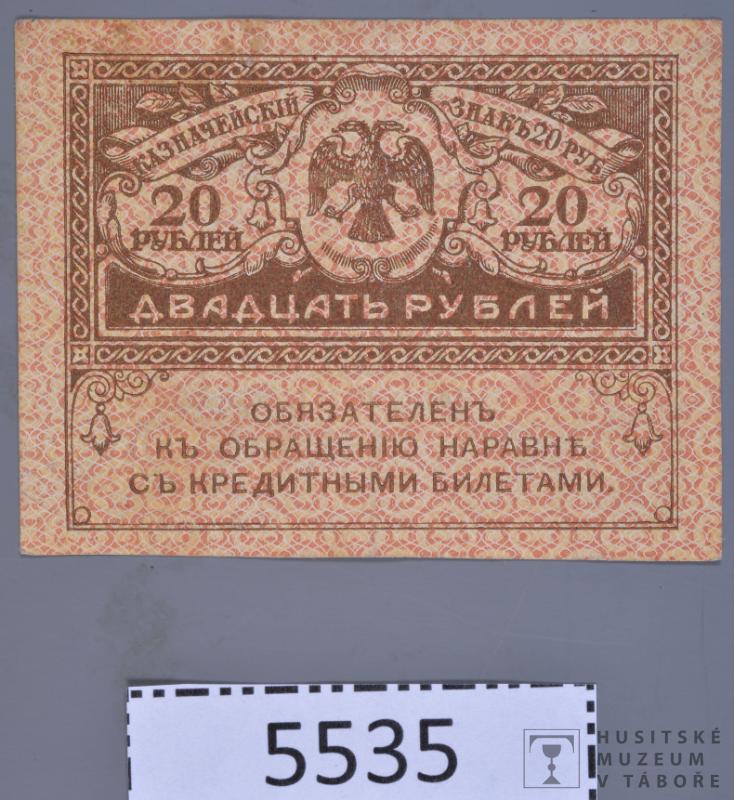 КАЗНАЧЕЙСКІЙ
ЗНАКЪ 20 РУБ.
20
РУБЛЕЙ
20
РУБЛЕЙ
ДВАДЦАТЬ РУБЛЕЙ
ОБЯЗАТЕЛЕНЪ
КЪ ОБРАЩЕНІЮ НАРАВНѢ
СЪ КРЕДИТНЫМИ БИЛЕТАМИ.
5535
HUSITSKÉ
MUZEUM
V TÁBOŘE